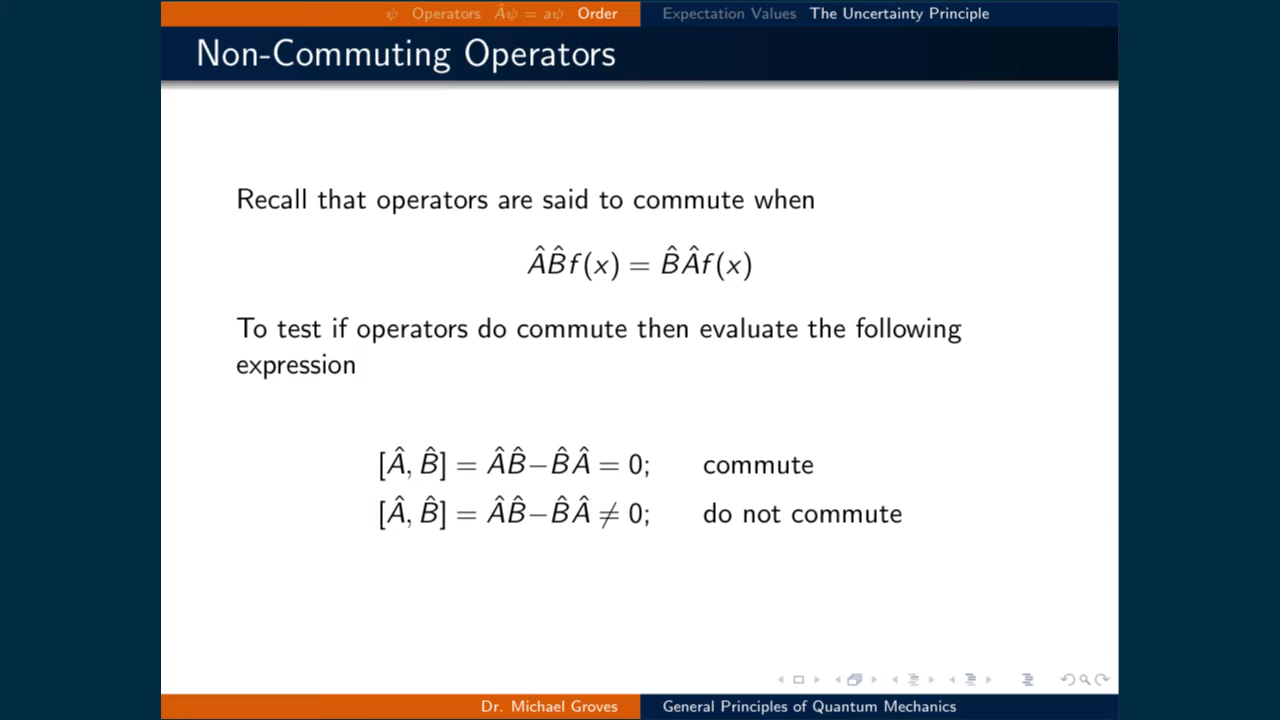 ψ Operators Âψ = aψ Order Expectation Values The Uncertainty Principle
Non-Commuting Operators
Recall that operators are said to commute when
ÂB̂f(x) = B̂Âf(x)
To test if operators do commute then evaluate the following
expression
[Â, B̂] = ÂB̂−B̂Â = 0; commute
[Â, B̂] = ÂB̂−B̂Â ≠ 0; do not commute
Dr. Michael Groves General Principles of Quantum Mechanics